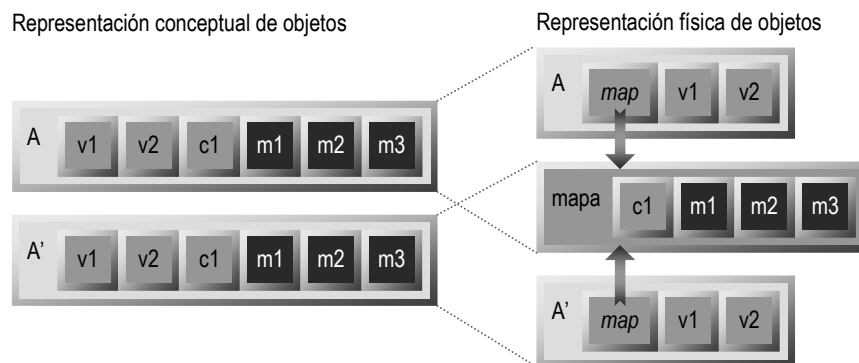 Representación conceptual de objetos
A v1 v2 c1 m1 m2 m3
A’ v1 v2 c1 m1 m2 m3
Representación física de objetos
A map v1 v2
mapa c1 m1 m2 m3
A’ map v1 v2